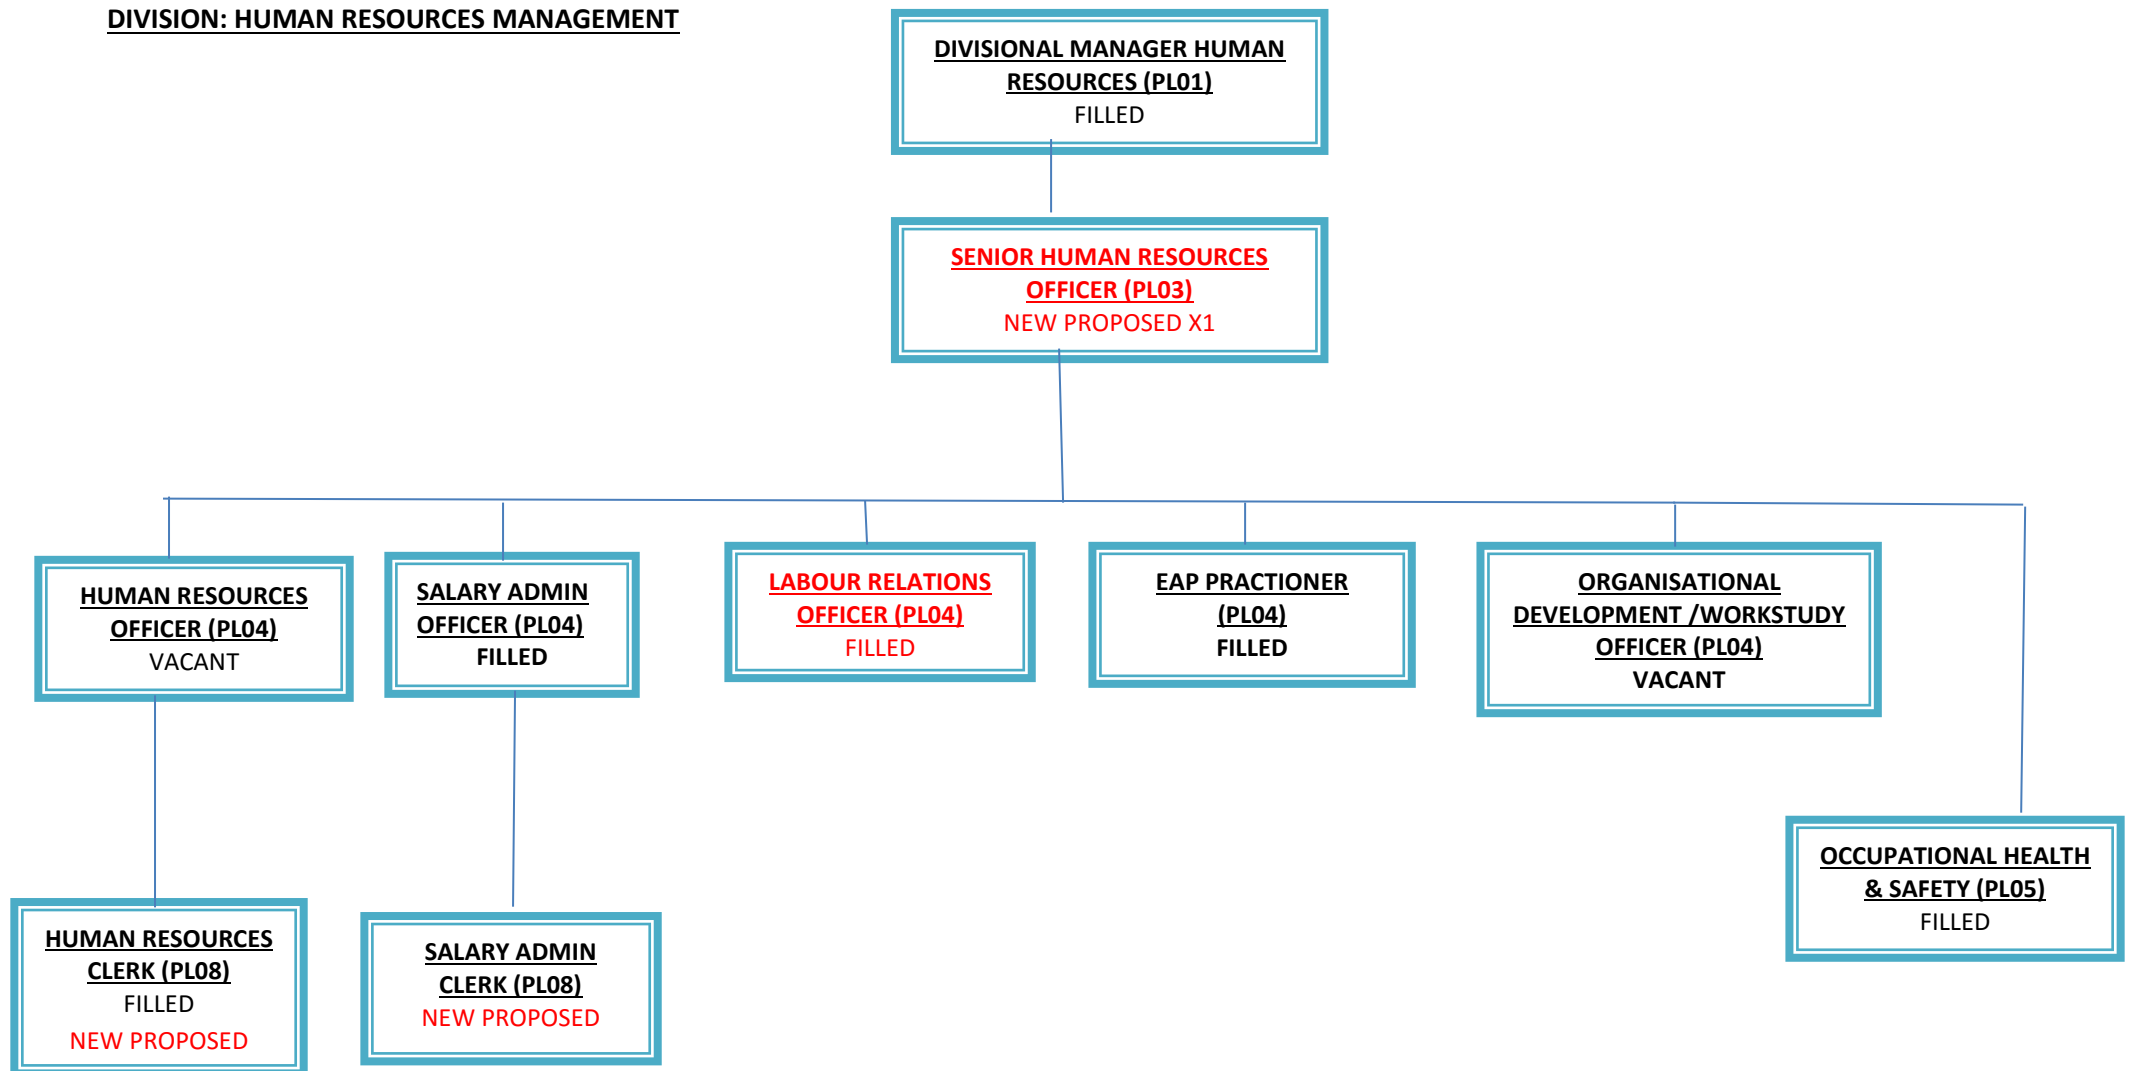 DIVISION: HUMAN RESOURCES MANAGEMENT
DIVISIONAL MANAGER HUMAN
RESOURCES (PL01)
FILLED
SENIOR HUMAN RESOURCES
OFFICER (PL03)
NEW PROPOSED X1
HUMAN RESOURCES
OFFICER (PL04)
VACANT
SALARY ADMIN
OFFICER (PL04)
FILLED
LABOUR RELATIONS
OFFICER (PL04)
FILLED
EAP PRACTIONER
(PL04)
FILLED
ORGANISATIONAL
DEVELOPMENT /WORKSTUDY
OFFICER (PL04)
VACANT
OCCUPATIONAL HEALTH
& SAFETY (PL05)
FILLED
HUMAN RESOURCES
CLERK (PL08)
FILLED
NEW PROPOSED
SALARY ADMIN
CLERK (PL08)
NEW PROPOSED